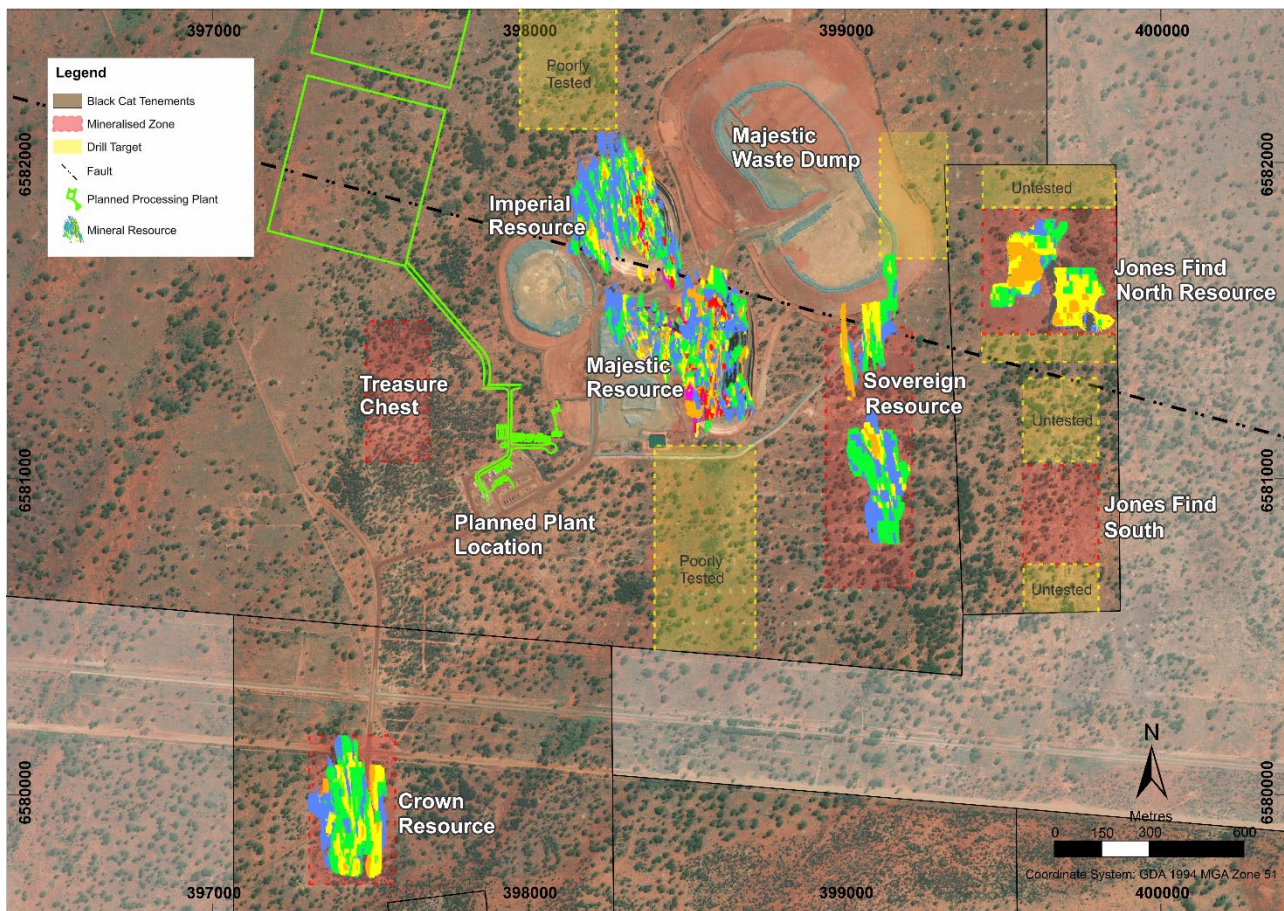 397000
398000
399000
400000
Legend
Black Cat Tenements
Mineralised Zone
Drill Target
Fault
Planned Processing Plant
Mineral Resource
6582000
6582000
Poorly
Tested
Majestic
Waste Dump
Imperial
Resource
Untested
Jones Find
North Resource
Majestic
Resource
Treasure
Chest
Sovereign
Resource
Untested
6581000
6581000
Jones Find
South
Planned Plant
Location
Poorly
Tested
Untested
6580000
6580000
Crown
Resource
N
Metres
0 150 300 600
Coordinate System: GDA 1994 MGA Zone 51
397000
398000
399000
400000